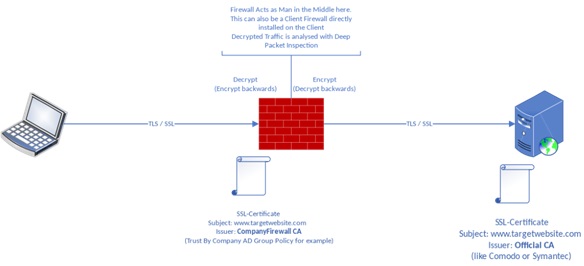 Firewall Acts as Man in the Middle here.
This can also be a Client Firewall directly
installed on the Client
Decrypted Traffic is analysed with Deep
Packet Inspection
Decrypt
(Encrypt backwards)
Encrypt
(Decrypt backwards)
TLS / SSL
TLS / SSL
SSL-Certificate
Subject: www.targetwebsite.com
Issuer: CompanyFirewall CA
(Trust By Company AD Group Policy for example)
SSL-Certificate
Subject: www.targetwebsite.com
Issuer: Official CA
(like Comodo or Symantec)